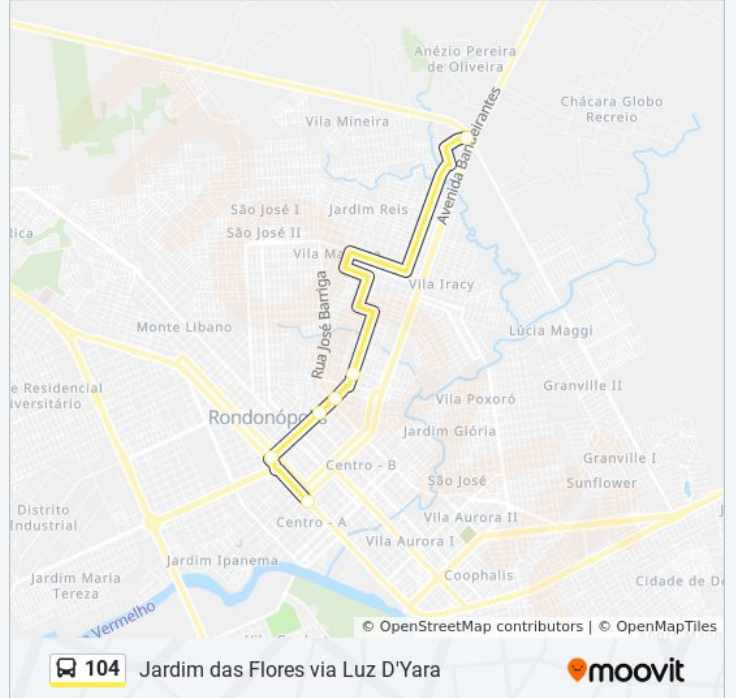 Anézio Pereira
de Oliveira
Chácara Globo
Recreio
Vila Mineira
Avenida Bandeirantes
São José I
Jardim Reis
São José II
Vila Ma
Vila Iracy
Rua José Barriga
Monte Libano
Lúcia Maggi
e Residencial
iversitário
Granville II
Vila Poxoró
Rondonópolis
Jardim Glória
Centro - B
Granville I
São José
Sunflower
Distrito
Industrial
Centro - A
Vila Aurora II
Vila Aurora I
Jardim Ipanema
Jardim Maria
Tereza
Coophalis
Cidade de De
Vermelho
© OpenStreetMap contributors | © OpenMapTiles
104 Jardim das Flores via Luz D'Yara
moovit